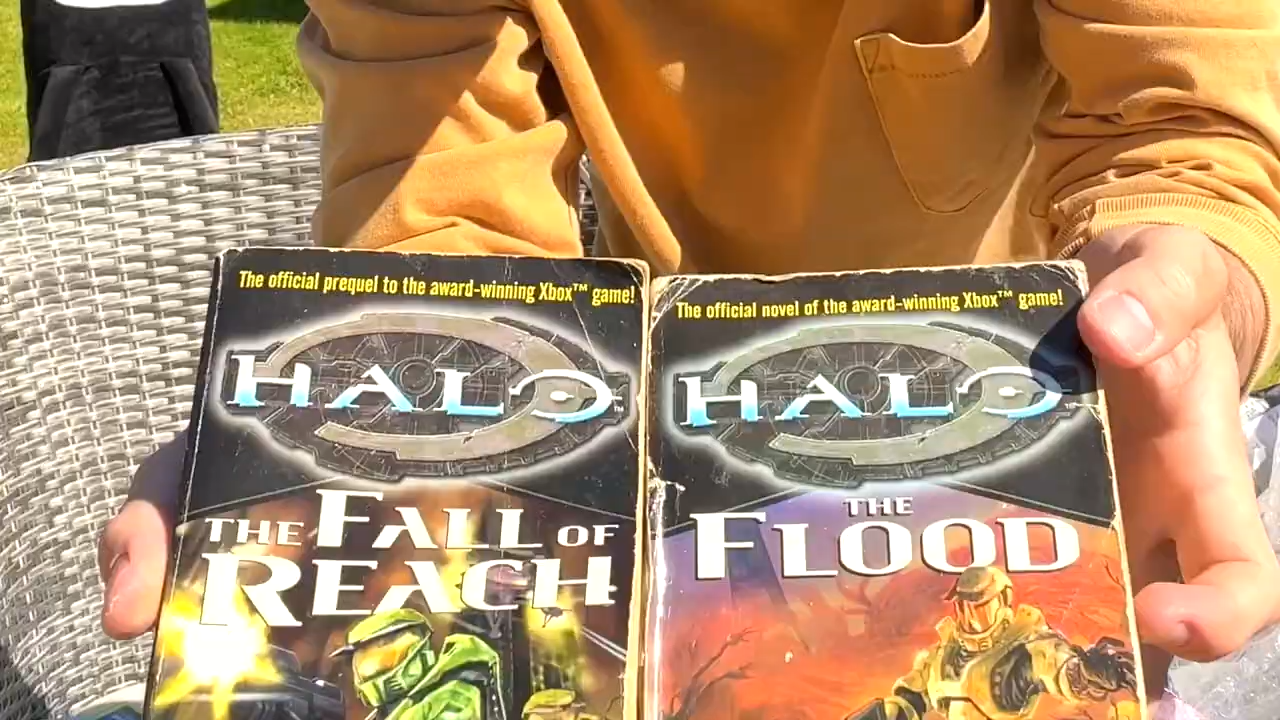 The official prequel to the award-winning Xbox™ game!
HALO™
THE FALL OF
REACH
The official novel of the award-winning Xbox™ game!
HALO
THE
FLOOD